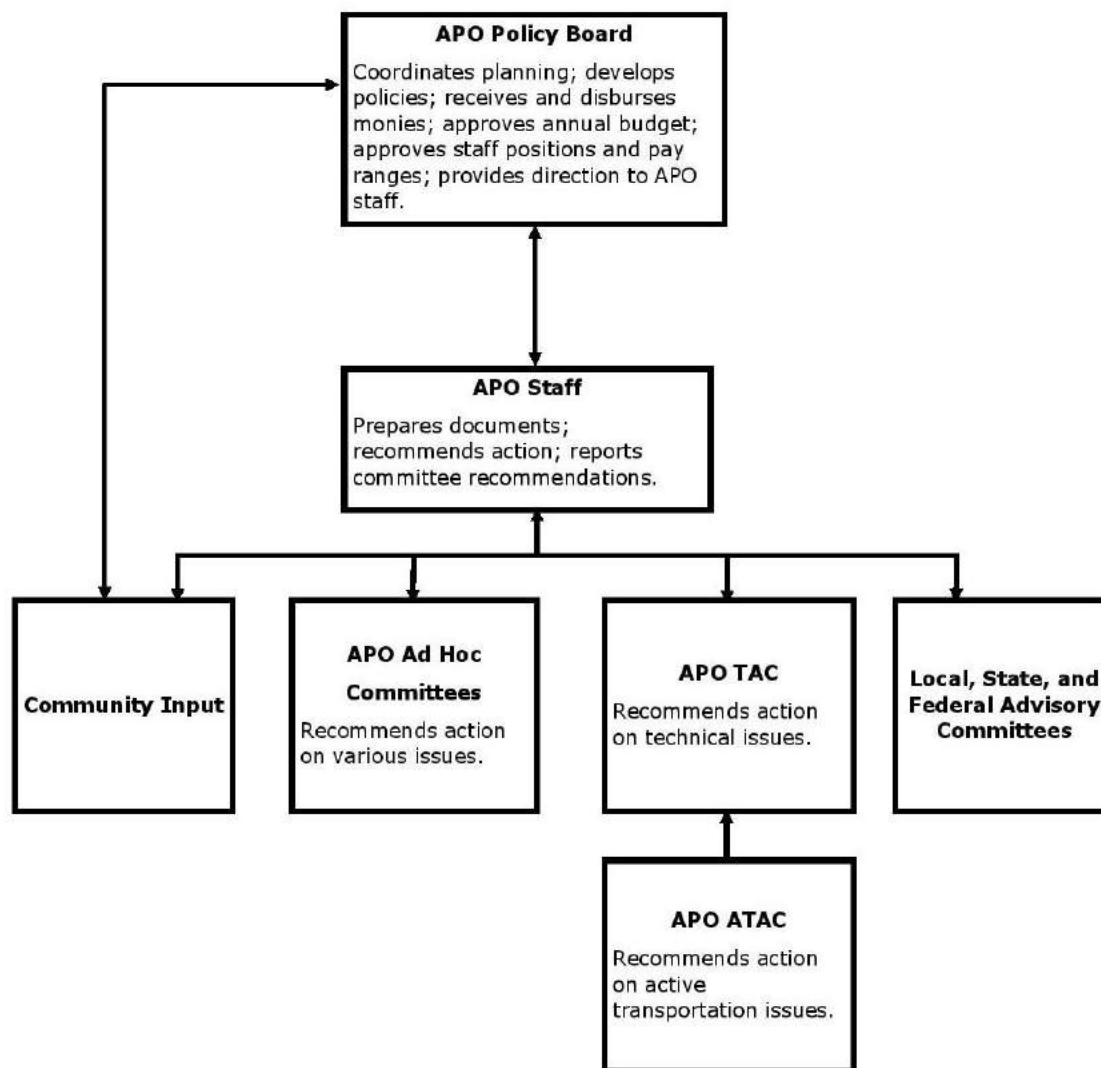 APO Policy Board
Coordinates planning; develops
policies; receives and disburses
monies; approves annual budget;
approves staff positions and pay
ranges; provides direction to APO
staff.
APO Staff
Prepares documents;
recommends action; reports
committee recommendations.
Community Input
APO Ad Hoc
Committees
Recommends action
on various issues.
APO TAC
Recommends action
on technical issues.
Local, State, and
Federal Advisory
Committees
APO ATAC
Recommends action
on active
transportation issues.